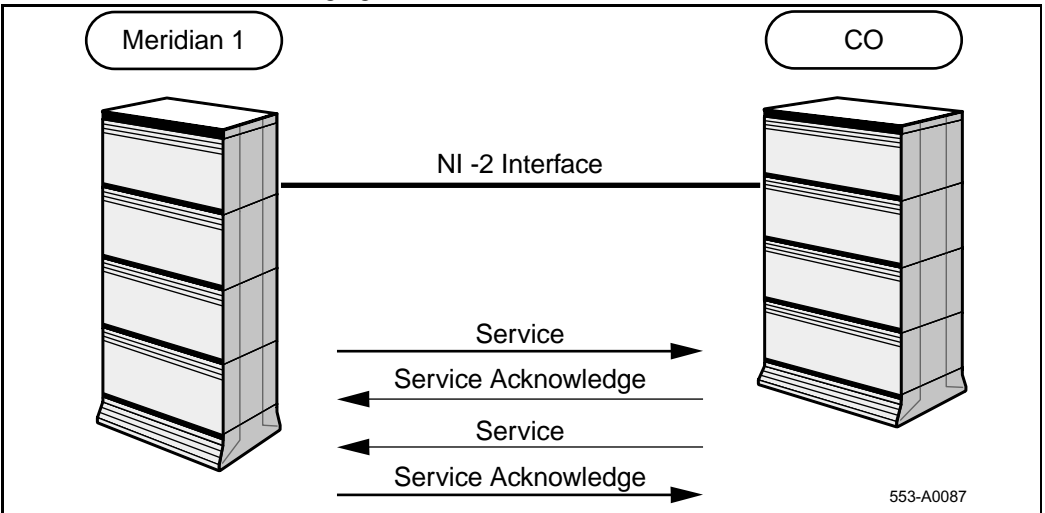 Meridian 1
CO
NI -2 Interface
Service
Service Acknowledge
Service
Service Acknowledge
553-A0087